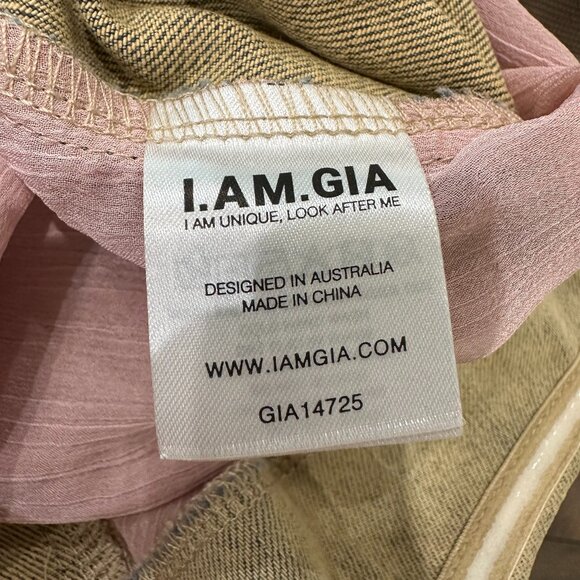 I.AM.GIA
I AM UNIQUE, LOOK AFTER ME
DESIGNED IN AUSTRALIA
MADE IN CHINA
WWW.IAMGIA.COM
GIA14725